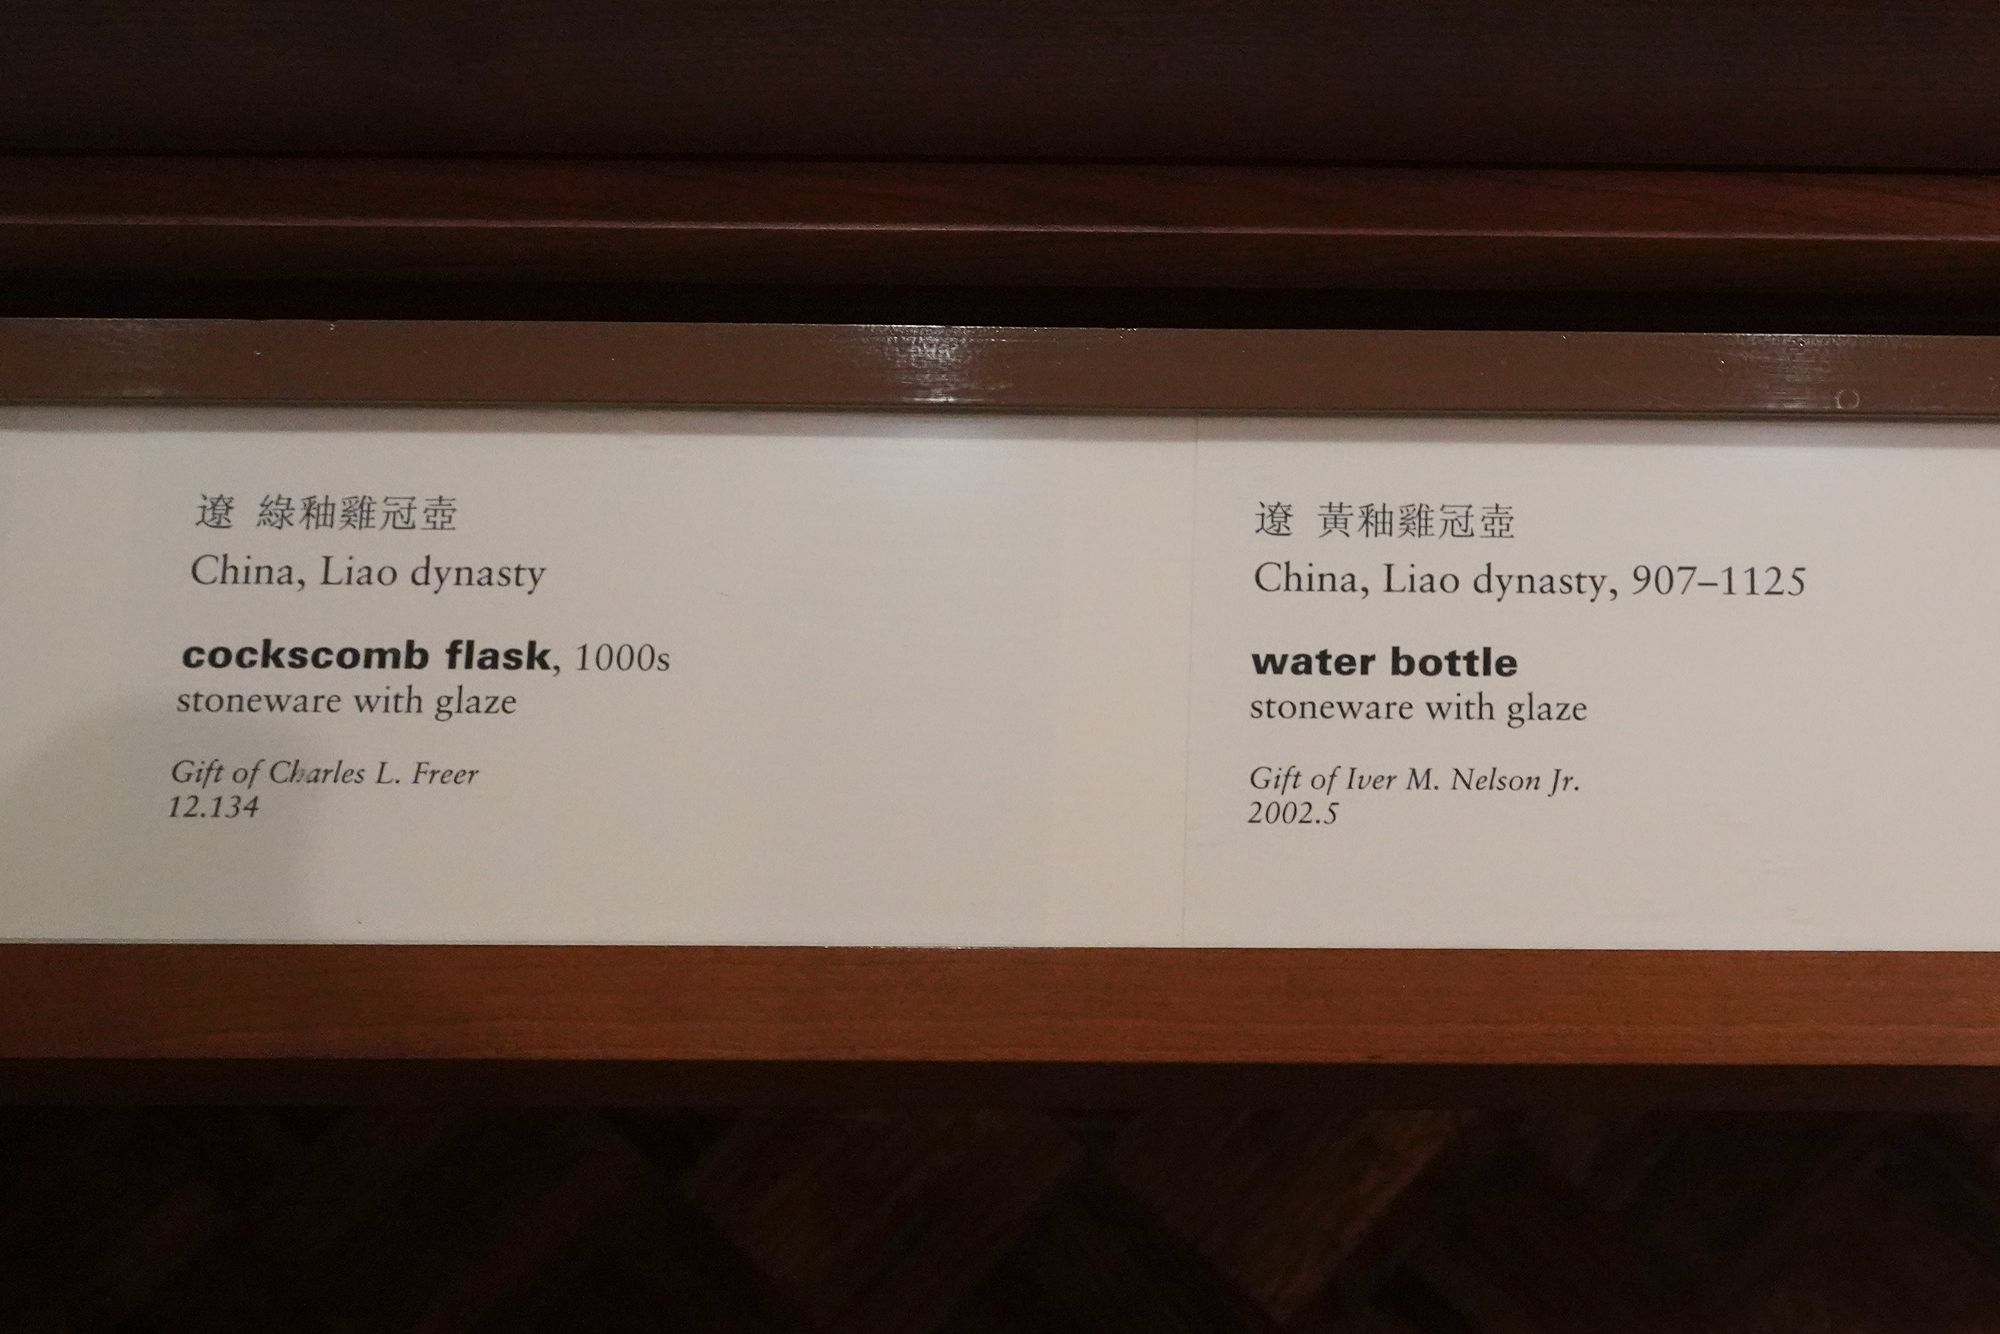 遼 綠釉雞冠壺
China, Liao dynasty
cockscomb flask, 1000s
stoneware with glaze
Gift of Charles L. Freer
12.134
遼 黃釉雞冠壺
China, Liao dynasty, 907–1125
water bottle
stoneware with glaze
Gift of Iver M. Nelson Jr.
2002.5